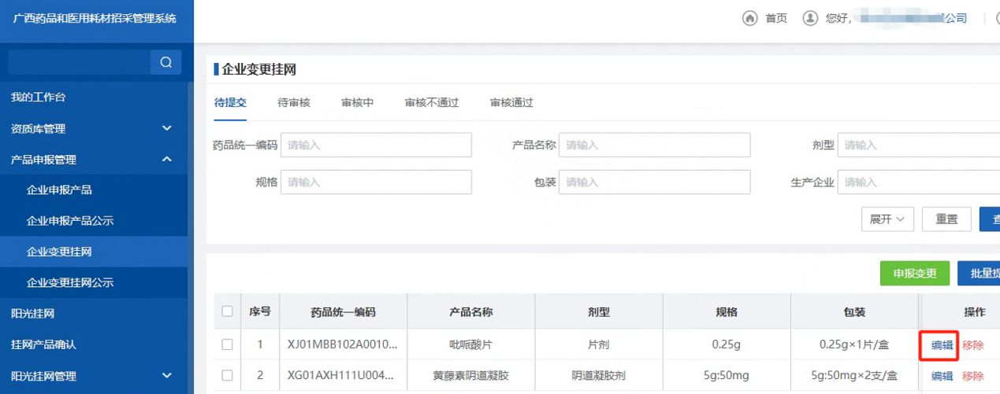 广西药品和医用耗材招采管理系统
首页
您好,
公司
我的工作台
资质库管理
产品申报管理
企业申报产品
企业申报产品公示
企业变更挂网
企业变更挂网公示
阳光挂网
挂网产品确认
阳光挂网管理
企业变更挂网
待提交 待审核 审核中 审核不通过 审核通过
药品统一编码 请输入 产品名称 请输入 剂型 请输入
规格 请输入 包装 请输入 生产企业 请输入
展开 重置 查
申报变更 批量提
序号 药品统一编码 产品名称 剂型 规格 包装 操作
1 XJ01MBB102A0010... 吡哌酸片 片剂 0.25g 0.25g×1片/盒 编辑 移除
2 XG01AXH111U004... 黄藤素阴道凝胶 阴道凝胶剂 5g:50mg 5g:50mg×2支/盒 编辑 移除